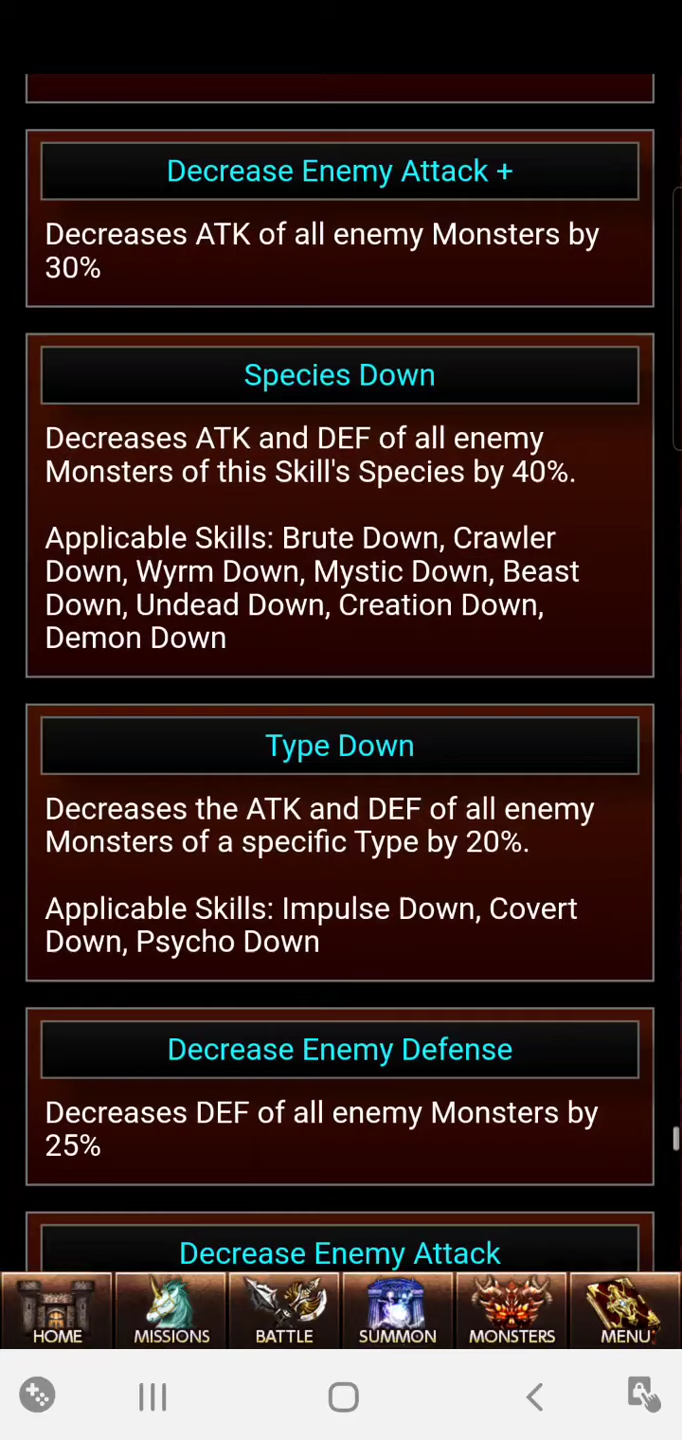 Decrease Enemy Attack +
Decreases ATK of all enemy Monsters by
30%
Species Down
Decreases ATK and DEF of all enemy
Monsters of this Skill's Species by 40%.
Applicable Skills: Brute Down, Crawler
Down, Wyrm Down, Mystic Down, Beast
Down, Undead Down, Creation Down,
Demon Down
Type Down
Decreases the ATK and DEF of all enemy
Monsters of a specific Type by 20%.
Applicable Skills: Impulse Down, Covert
Down, Psycho Down
Decrease Enemy Defense
Decreases DEF of all enemy Monsters by
25%
Decrease Enemy Attack
HOME MISSIONS BATTLE SUMMON MONSTERS MENU